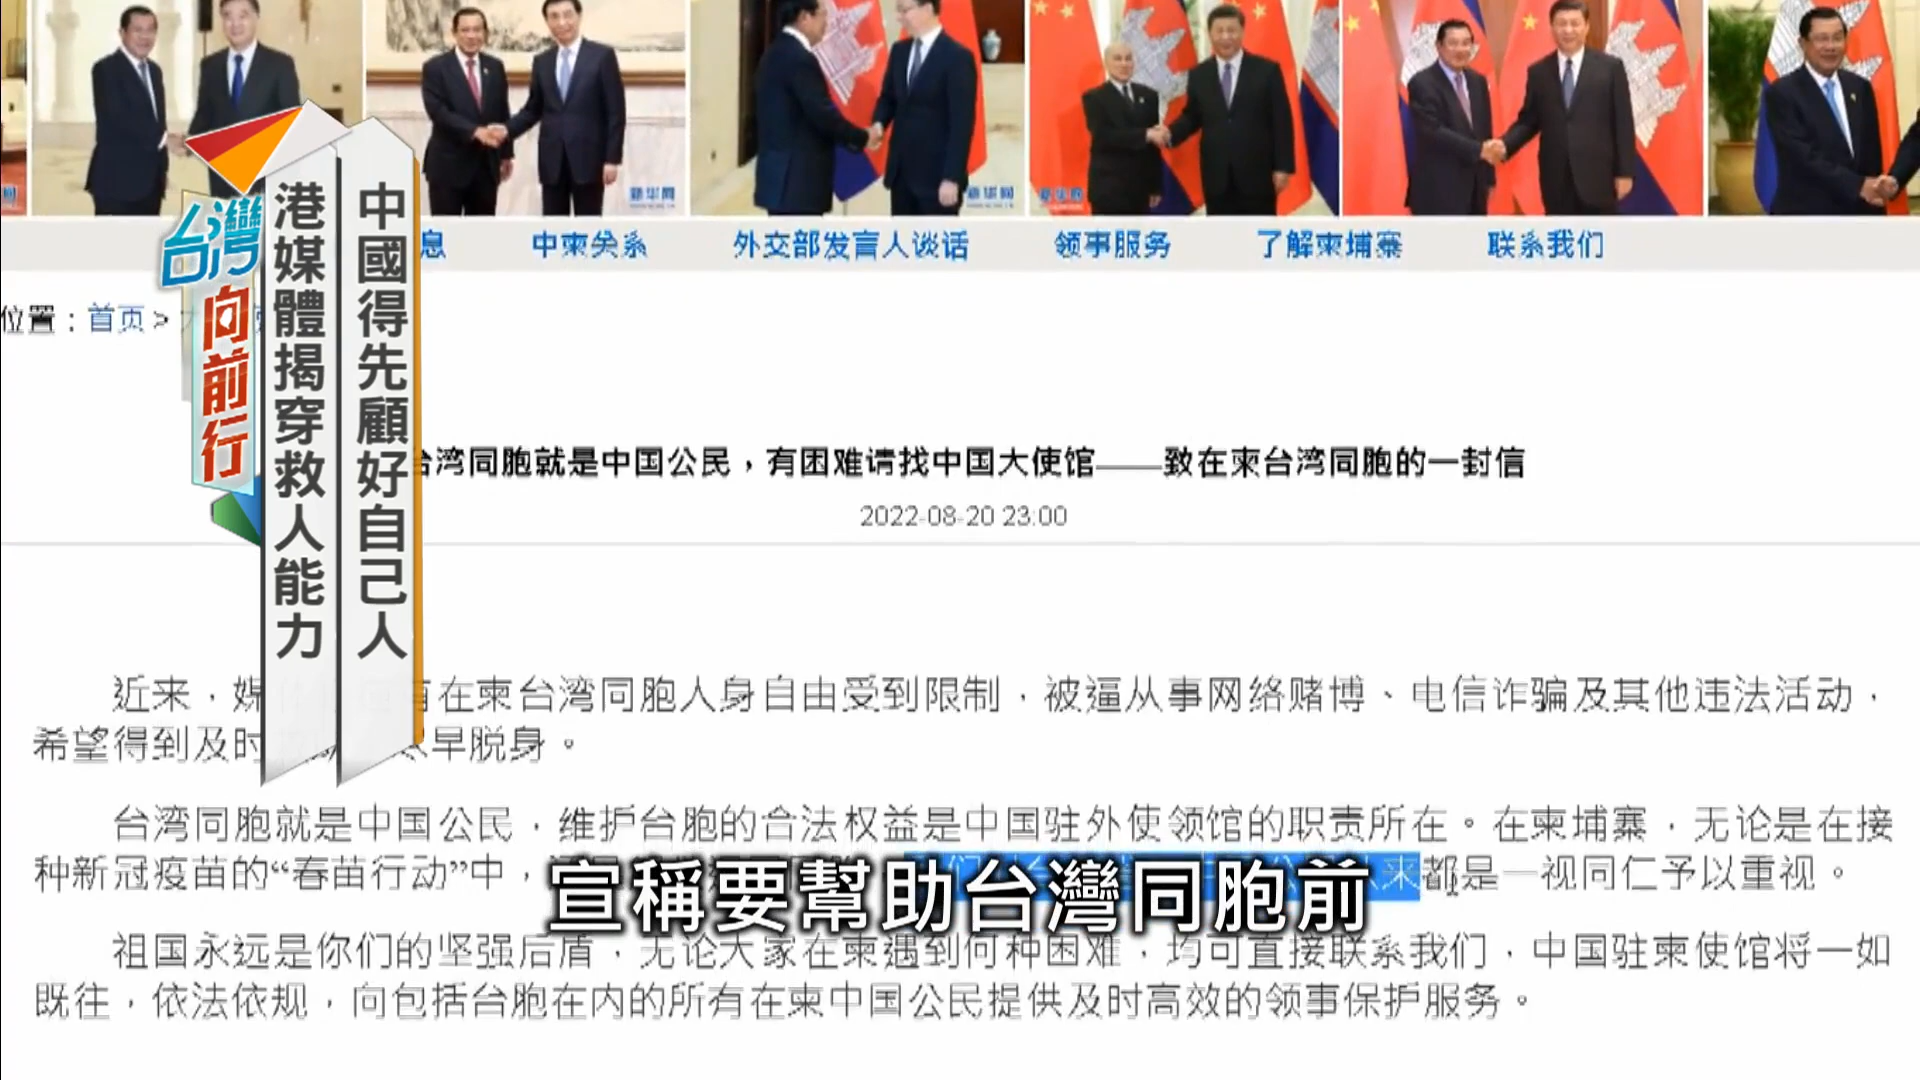 新华网
新华网
新华网
台灣向前行
港媒體揭穿救人能力
中國得先顧好自己人
息 中柬关系 外交部发言人谈话 领事服务 了解柬埔寨 联系我们
位置：首页 >
台湾同胞就是中国公民，有困难请找中国大使馆——致在柬台湾同胞的一封信
2022-08-20 23:00
近来，媒 有在柬台湾同胞人身自由受到限制，被逼从事网络赌博、电信诈骗及其他违法活动，
希望得到及时 早脱身。
台湾同胞就是中国公民，维护台胞的合法权益是中国驻外使领馆的职责所在。在柬埔寨，无论是在接
种新冠疫苗的“春苗行动”中， 来都是一视同仁予以重视。
宣稱要幫助台灣同胞前
祖国永远是你们的坚强后盾，无论大家在柬遇到何种困难，均可直接联系我们，中国驻柬使馆将一如
既往，依法依规，向包括台胞在内的所有在柬中国公民提供及时高效的领事保护服务。